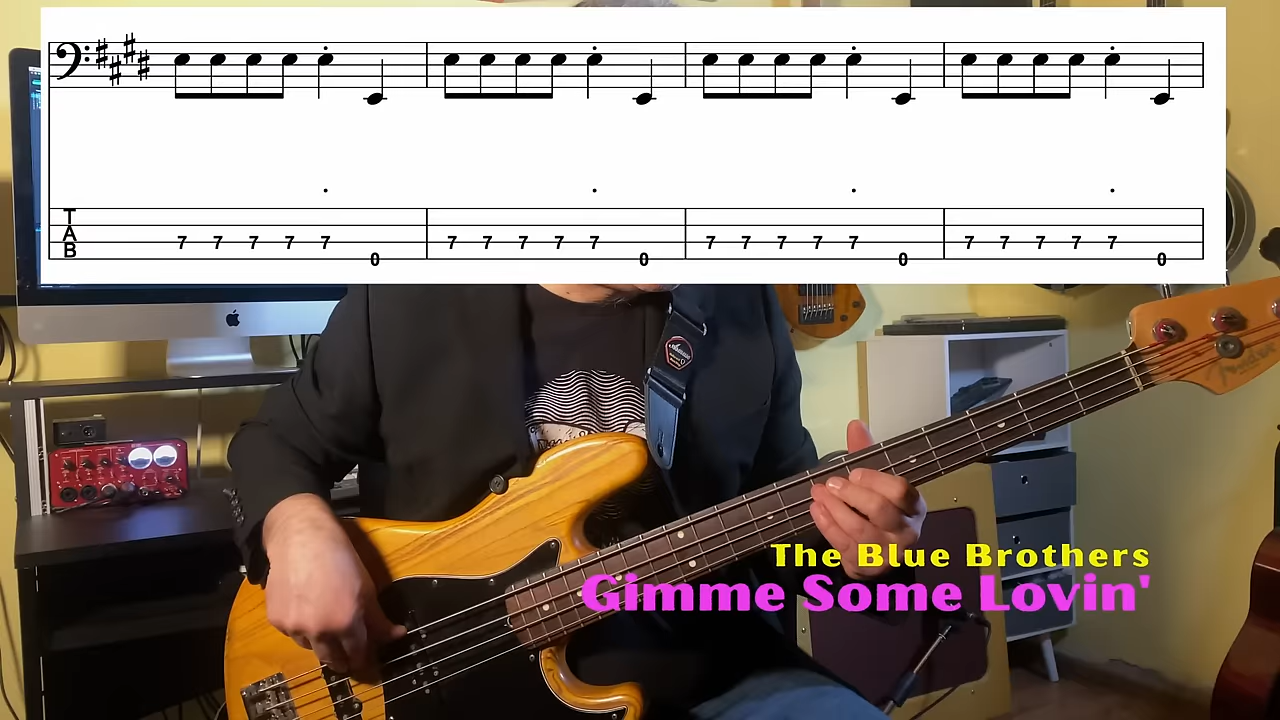 T
A
B
7 7 7 7 7 0 7 7 7 7 7 0 7 7 7 7 7 0 7 7 7 7 7 0
Fender
The Blue Brothers
Gimme Some Lovin'